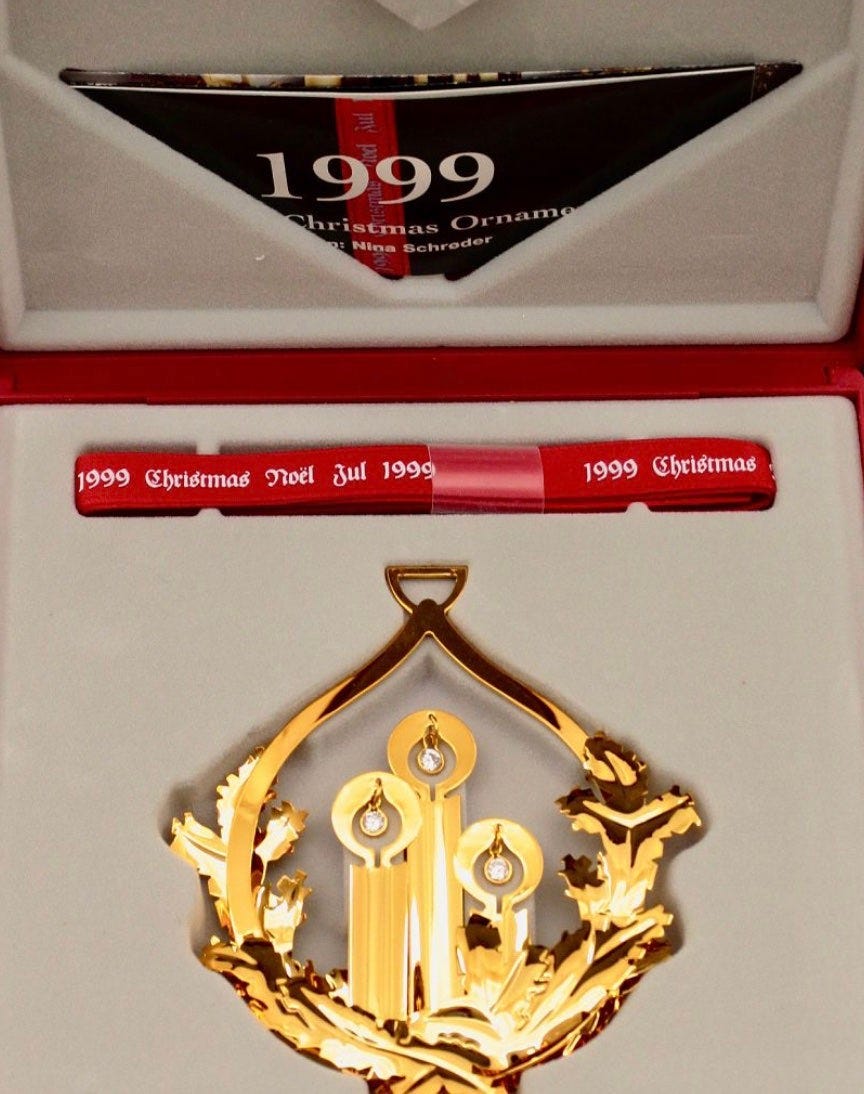 1999
Christmas Orname
: Nina Schrøder
1999 Christmas Noël Jul 1999
1999 Christmas